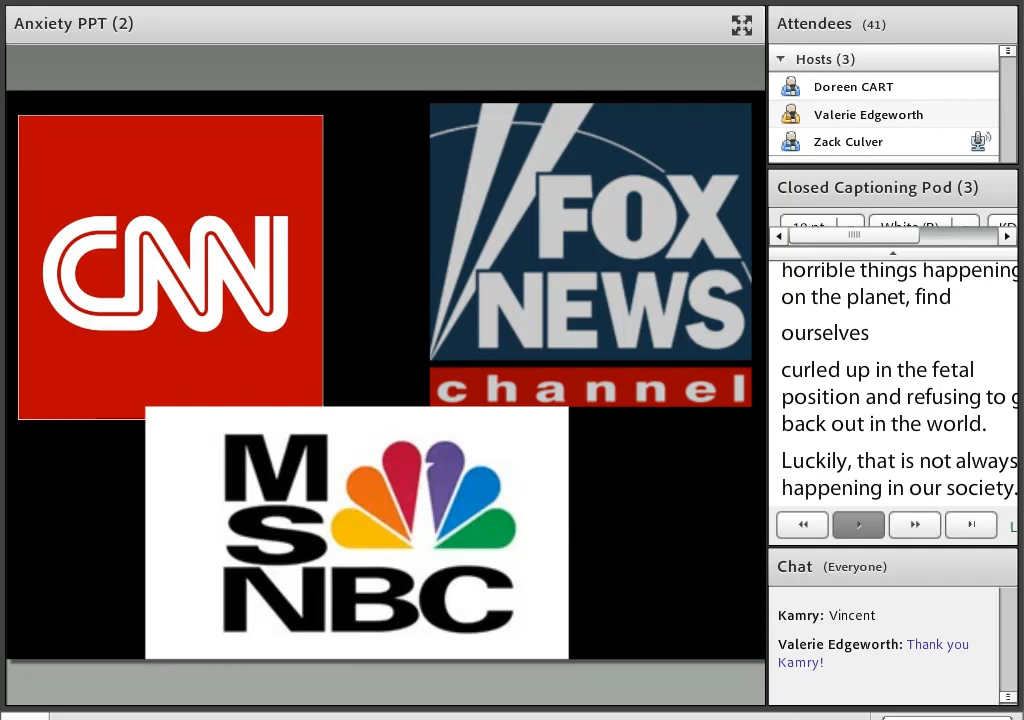 Anxiety PPT (2)
CNN
FOX
NEWS
channel
M
S
NBC
Attendees (41)
Hosts (3)
Doreen CART
Valerie Edgeworth
Zack Culver
Closed Captioning Pod (3)
horrible things happening
on the planet, find
ourselves
curled up in the fetal
position and refusing to g
back out in the world.
Luckily, that is not always
happening in our society.
Chat (Everyone)
Kamry: Vincent
Valerie Edgeworth: Thank you
Kamry!